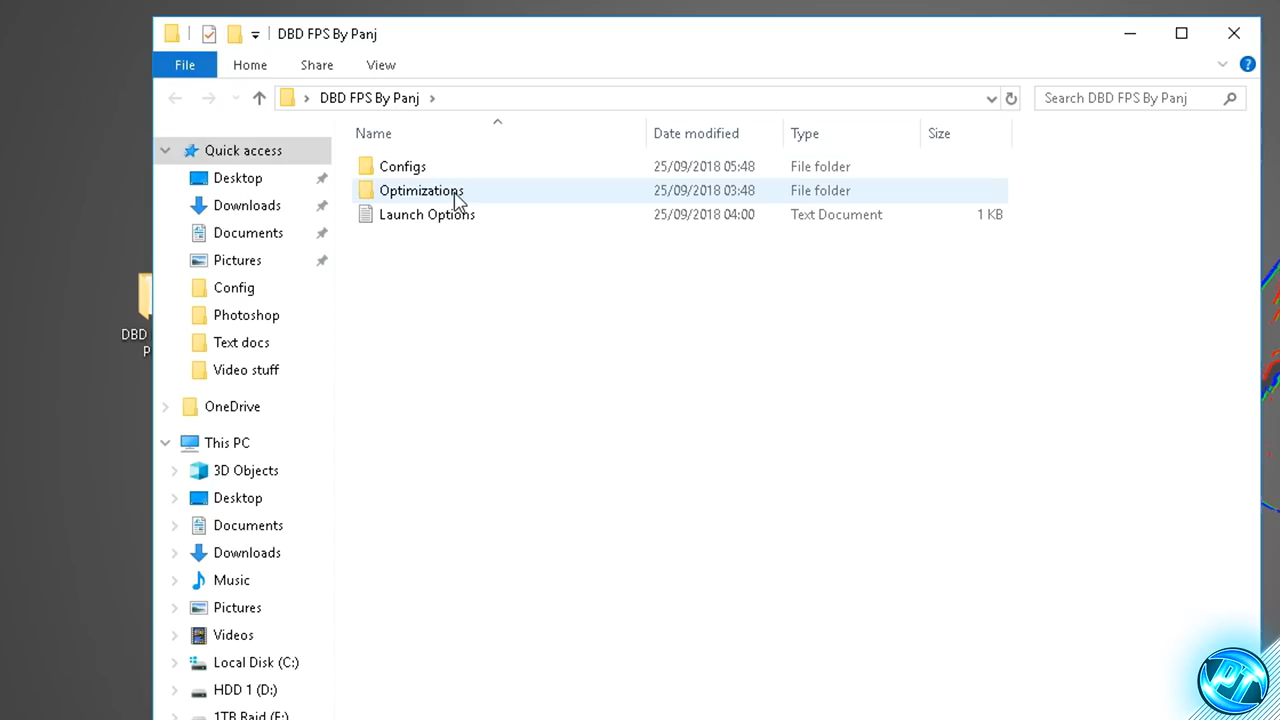 DBD FPS By Panj
File Home Share View
DBD FPS By Panj
Search DBD FPS By Panj
Name Date modified Type Size
Configs 25/09/2018 05:48 File folder
Optimizations 25/09/2018 03:48 File folder
Launch Options 25/09/2018 04:00 Text Document 1 KB
Quick access
Desktop
Downloads
Documents
Pictures
Config
Photoshop
Text docs
Video stuff
OneDrive
This PC
3D Objects
Desktop
Documents
Downloads
Music
Pictures
Videos
Local Disk (C:)
HDD 1 (D:)
1TB Raid (E:)
DBD
P
PT